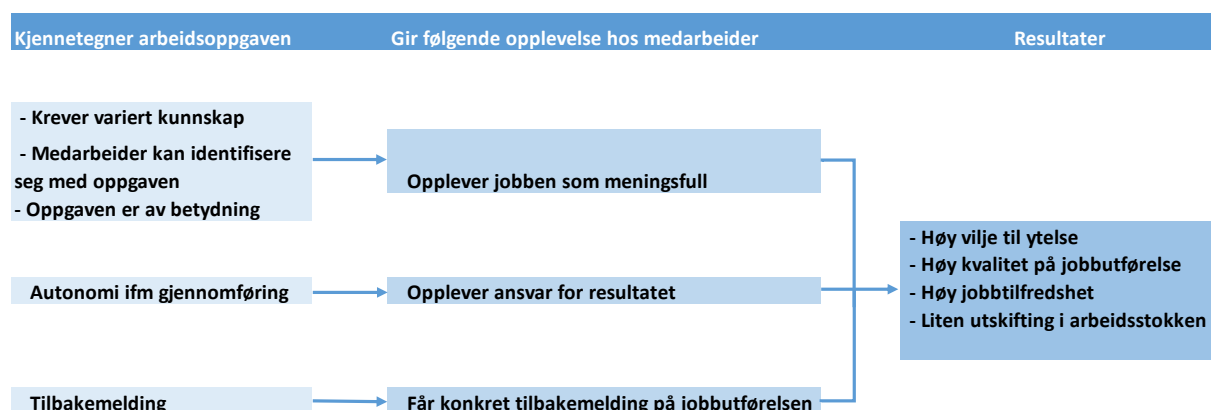 Kjennetegner arbeidsoppgaven
Gir følgende opplevelse hos medarbeider
Resultater
- Krever variert kunnskap
- Medarbeider kan identifisere
seg med oppgaven
- Oppgaven er av betydning
Opplever jobben som meningsfull
Autonomi ifm gjennomføring
Opplever ansvar for resultatet
Tilbakemelding
Får konkret tilbakemelding på jobbutførelsen
- Høy vilje til ytelse
- Høy kvalitet på jobbutførelse
- Høy jobbtilfredshet
- Liten utskifting i arbeidsstokken